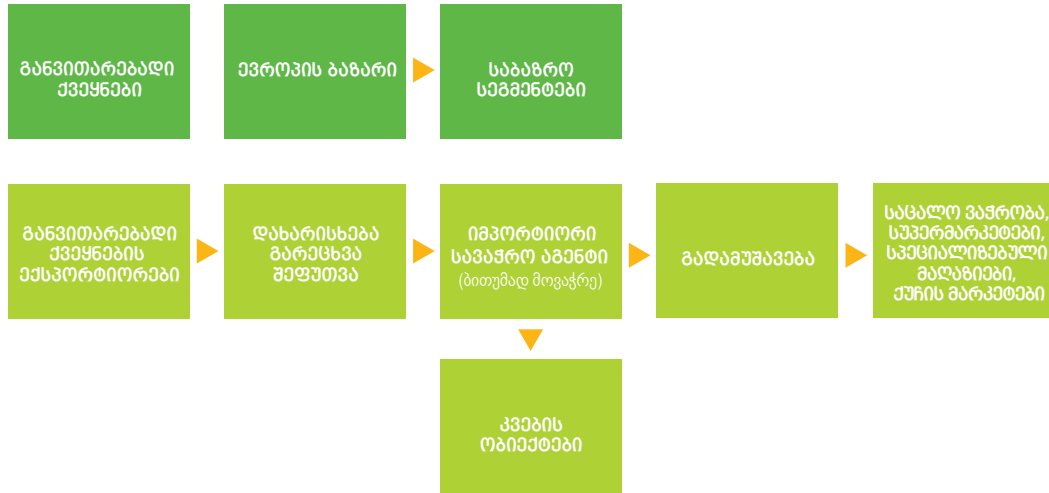 განვითარებადი
ქვეყნები
ევროპის ბაზარი
საბაზრო
სეგმენტები
განვითარებადი
ქვეყნების
ექსპორტიორები
დახარისხება
გარეცხვა
შეფუთვა
იმპორტიორი
სავაჭრო აგენტი
(ბითუმად მოვაჭრე)
გადამუშავება
საცალო ვაჭრობა,
სუპერმარკეტები,
სპეციალიზებული
მაღაზიები,
ქუჩის მარკეტები
კვების
ობიექტები